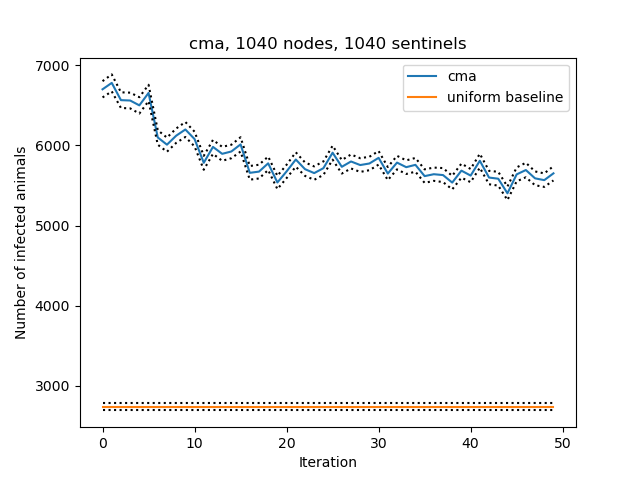 cma, 1040 nodes, 1040 sentinels
7000
6000
5000
4000
3000
Number of infected animals
cma
uniform baseline
0 10 20 30 40 50
Iteration